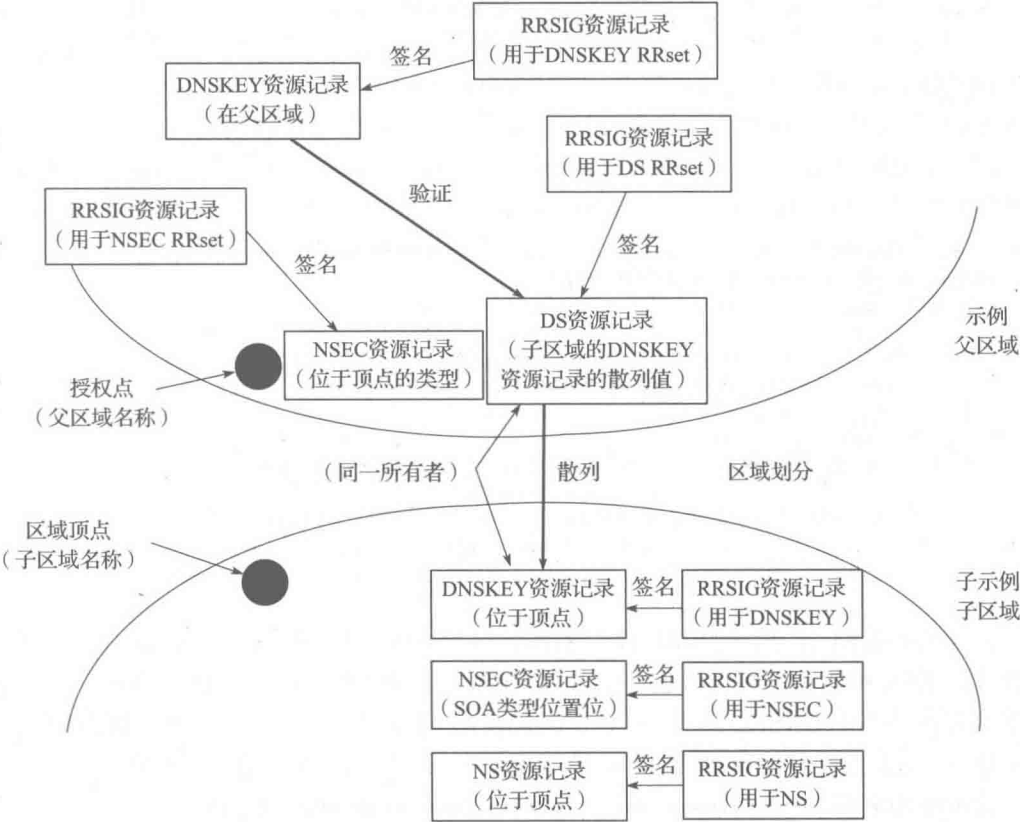 RRSIG资源记录
（用于DNSKEY RRset）
签名
DNSKEY资源记录
（在父区域）
RRSIG资源记录
（用于DS RRset）
验证
RRSIG资源记录
（用于NSEC RRset）
签名
签名
DS资源记录
（子区域的DNSKEY
资源记录的散列值）
示例
父区域
NSEC资源记录
（位于顶点的类型）
授权点
（父区域名称）
（同一所有者）
散列
区域划分
区域顶点
（子区域名称）
DNSKEY资源记录
（位于顶点）
签名
RRSIG资源记录
（用于DNSKEY）
子示例
子区域
NSEC资源记录
（SOA类型位置位）
签名
RRSIG资源记录
（用于NSEC）
NS资源记录
（位于顶点）
签名
RRSIG资源记录
（用于NS）